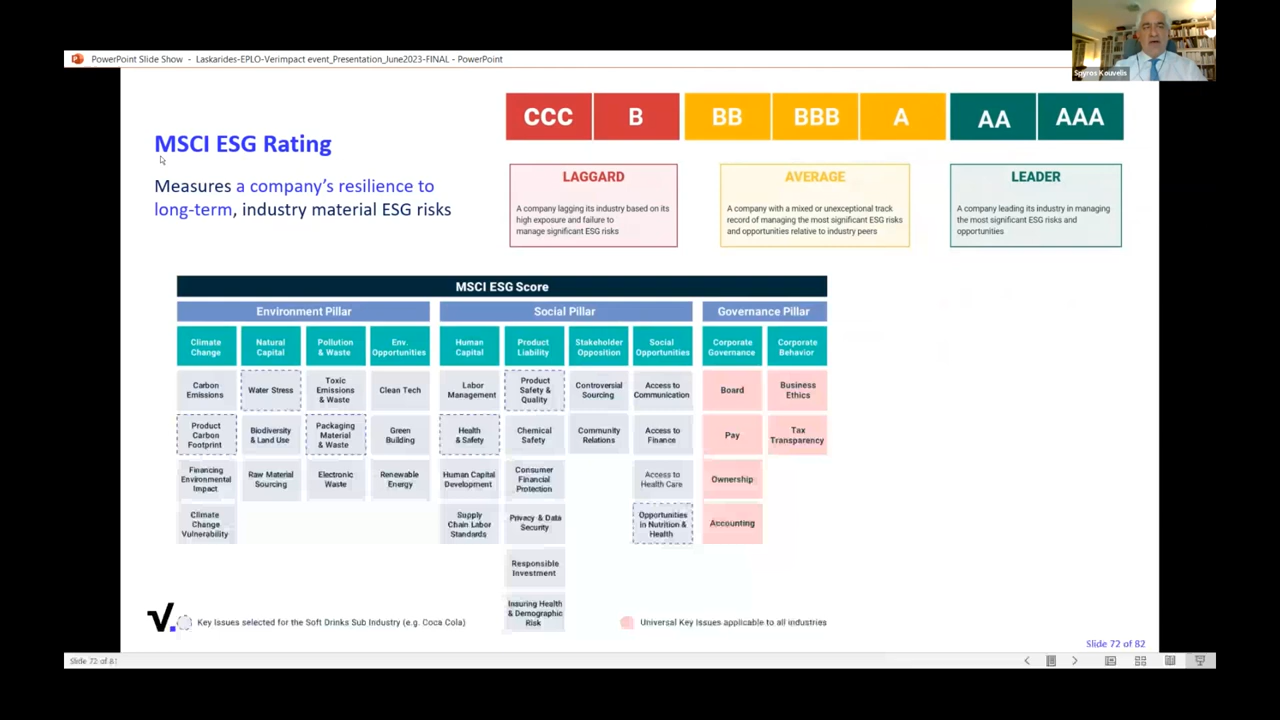 PowerPoint Slide Show - Laskarides-EPLO-Verimpact event_Presentation_June2023-FINAL - PowerPoint
Spyros Kouvelis
MSCI ESG Rating
Measures a company's resilience to
long-term, industry material ESG risks
CCC B BB BBB A AA AAA
LAGGARD
A company lagging its industry based on its
high exposure and failure to
manage significant ESG risks
AVERAGE
A company with a mixed or unexceptional track
record of managing the most significant ESG risks
and opportunities relative to industry peers
LEADER
A company leading its industry in managing
the most significant ESG risks and
opportunities
MSCI ESG Score
Environment Pillar
Social Pillar
Governance Pillar
Climate
Change
Natural
Capital
Pollution
& Waste
Env.
Opportunities
Human
Capital
Product
Liability
Stakeholder
Opposition
Social
Opportunities
Corporate
Governance
Corporate
Behavior
Carbon
Emissions
Water Stress
Toxic
Emissions
& Waste
Clean Tech
Labor
Management
Product
Safety &
Quality
Controversial
Sourcing
Access to
Communication
Board
Business
Ethics
Product
Carbon
Footprint
Biodiversity
& Land Use
Packaging
Material
& Waste
Green
Building
Health
& Safety
Chemical
Safety
Community
Relations
Access to
Finance
Pay
Tax
Transparency
Financing
Environmental
Impact
Raw Material
Sourcing
Electronic
Waste
Renewable
Energy
Human Capital
Development
Consumer
Financial
Protection
Access to
Health Care
Ownership
Climate
Change
Vulnerability
Supply
Chain Labor
Standards
Privacy & Data
Security
Opportunities
in Nutrition &
Health
Accounting
Responsible
Investment
Insuring Health
& Demographic
Risk
V.
Key Issues selected for the Soft Drinks Sub Industry (e.g. Coca Cola)
Universal Key Issues applicable to all industries
Slide 72 of 82
Slide 72 of 81